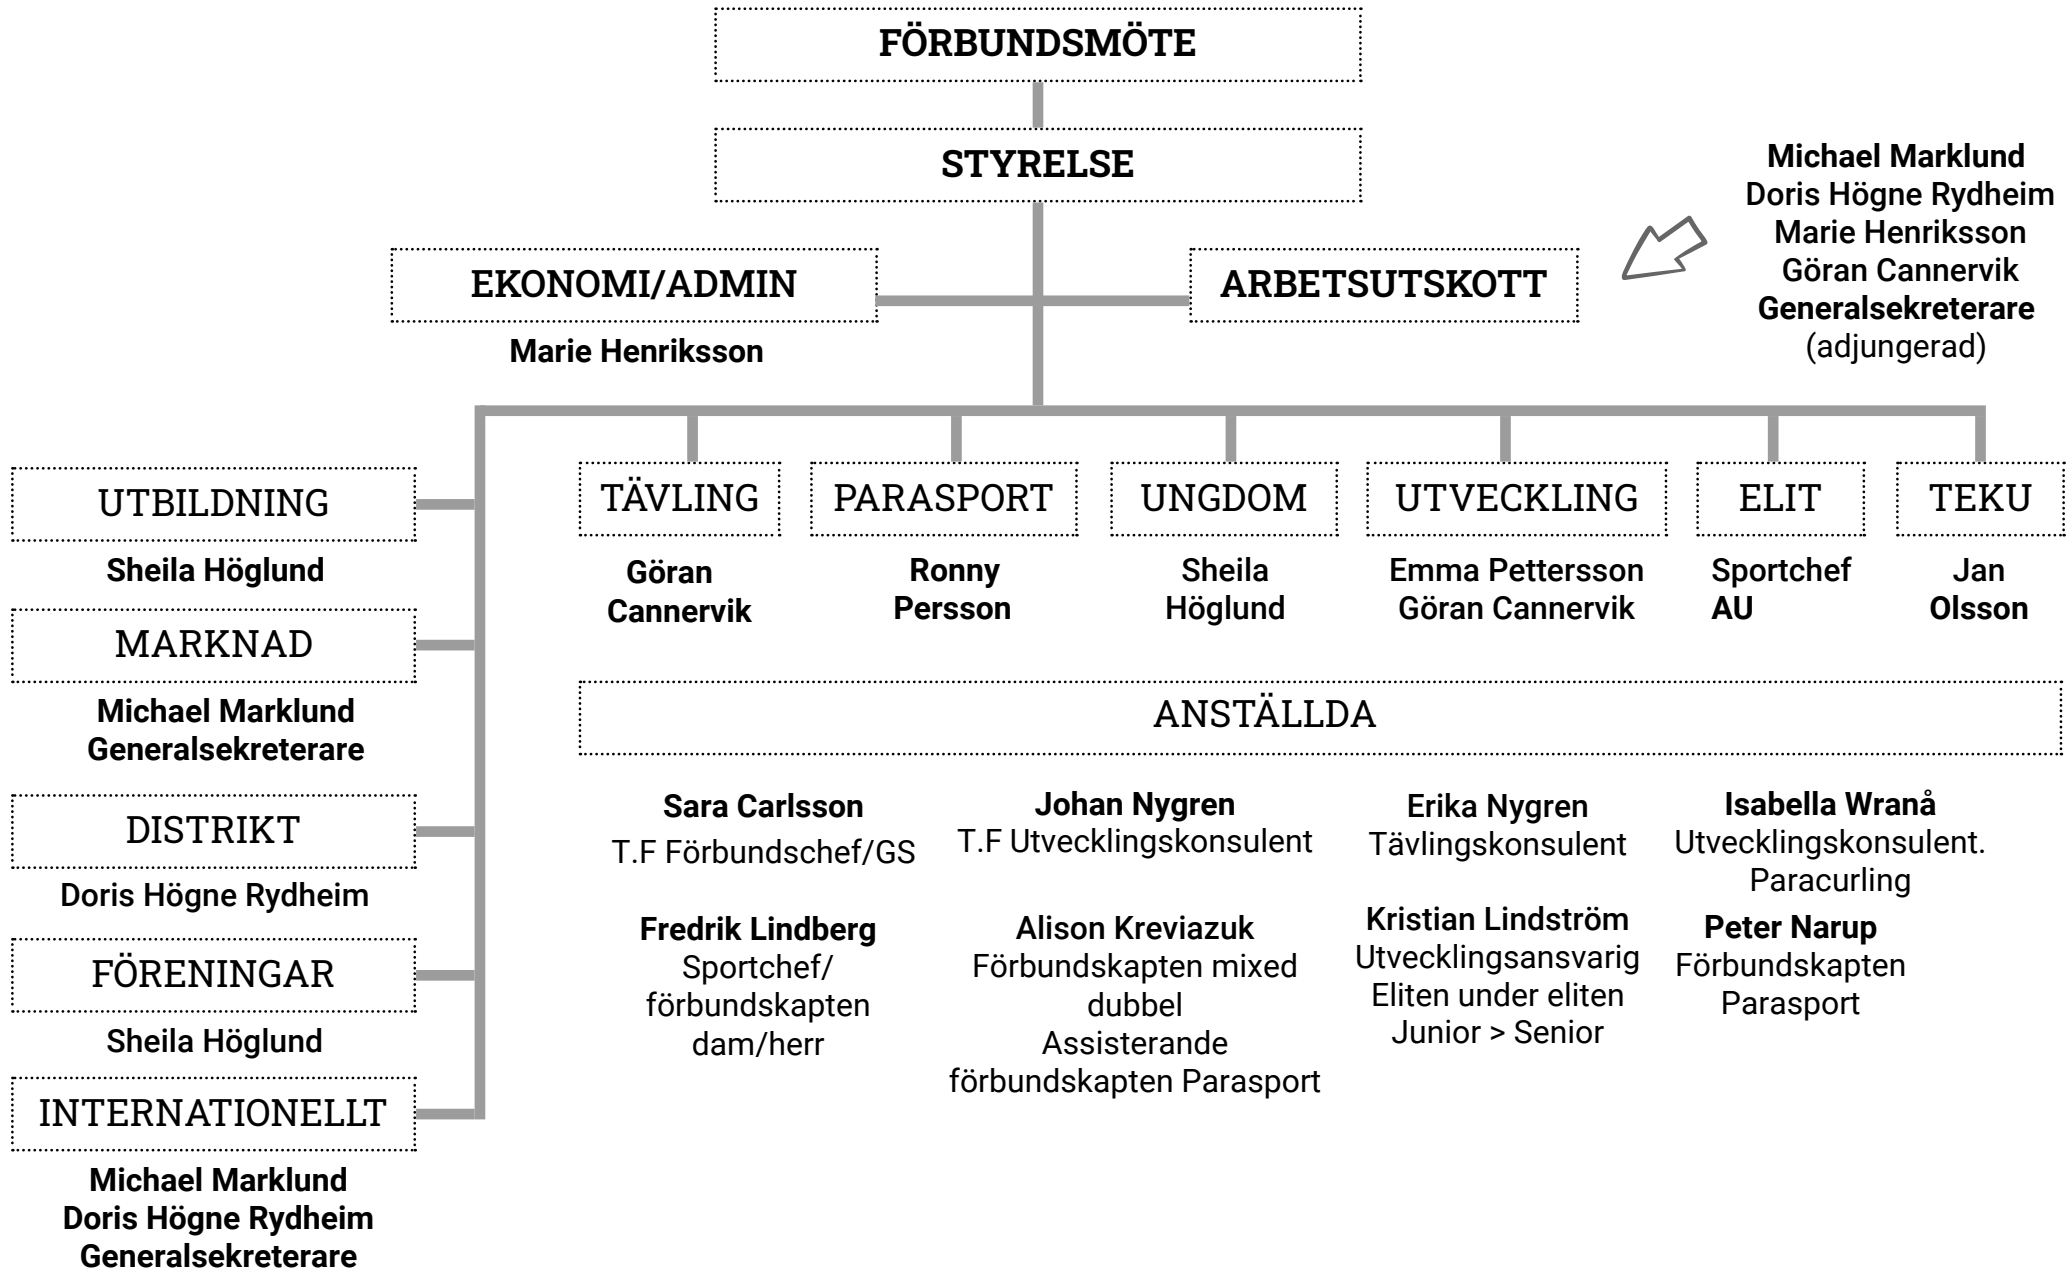 FÖRBUNDSMÖTE
STYRELSE
EKONOMI/ADMIN
Marie Henriksson
ARBETSUTSKOTT
Michael Marklund
Doris Högne Rydheim
Marie Henriksson
Göran Cannervik
Generalsekreterare
(adjungerad)
UTBILDNING
Sheila Höglund
MARKNAD
Michael Marklund
Generalsekreterare
DISTRIKT
Doris Högne Rydheim
FÖRENINGAR
Sheila Höglund
INTERNATIONELLT
Michael Marklund
Doris Högne Rydheim
Generalsekreterare
TÄVLING
Göran
Cannervik
PARASPORT
Ronny
Persson
UNGDOM
Sheila
Höglund
UTVECKLING
Emma Pettersson
Göran Cannervik
ELIT
Sportchef
AU
TEKU
Jan
Olsson
ANSTÄLLDA
Sara Carlsson
T.F Förbundschef/GS
Johan Nygren
T.F Utvecklingskonsulent
Erika Nygren
Tävlingskonsulent
Isabella Wranå
Utvecklingskonsulent.
Paracurling
Fredrik Lindberg
Sportchef/
förbundskapten
dam/herr
Alison Kreviazuk
Förbundskapten mixed
dubbel
Assisterande
förbundskapten Parasport
Kristian Lindström
Utvecklingsansvarig
Eliten under eliten
Junior > Senior
Peter Narup
Förbundskapten
Parasport